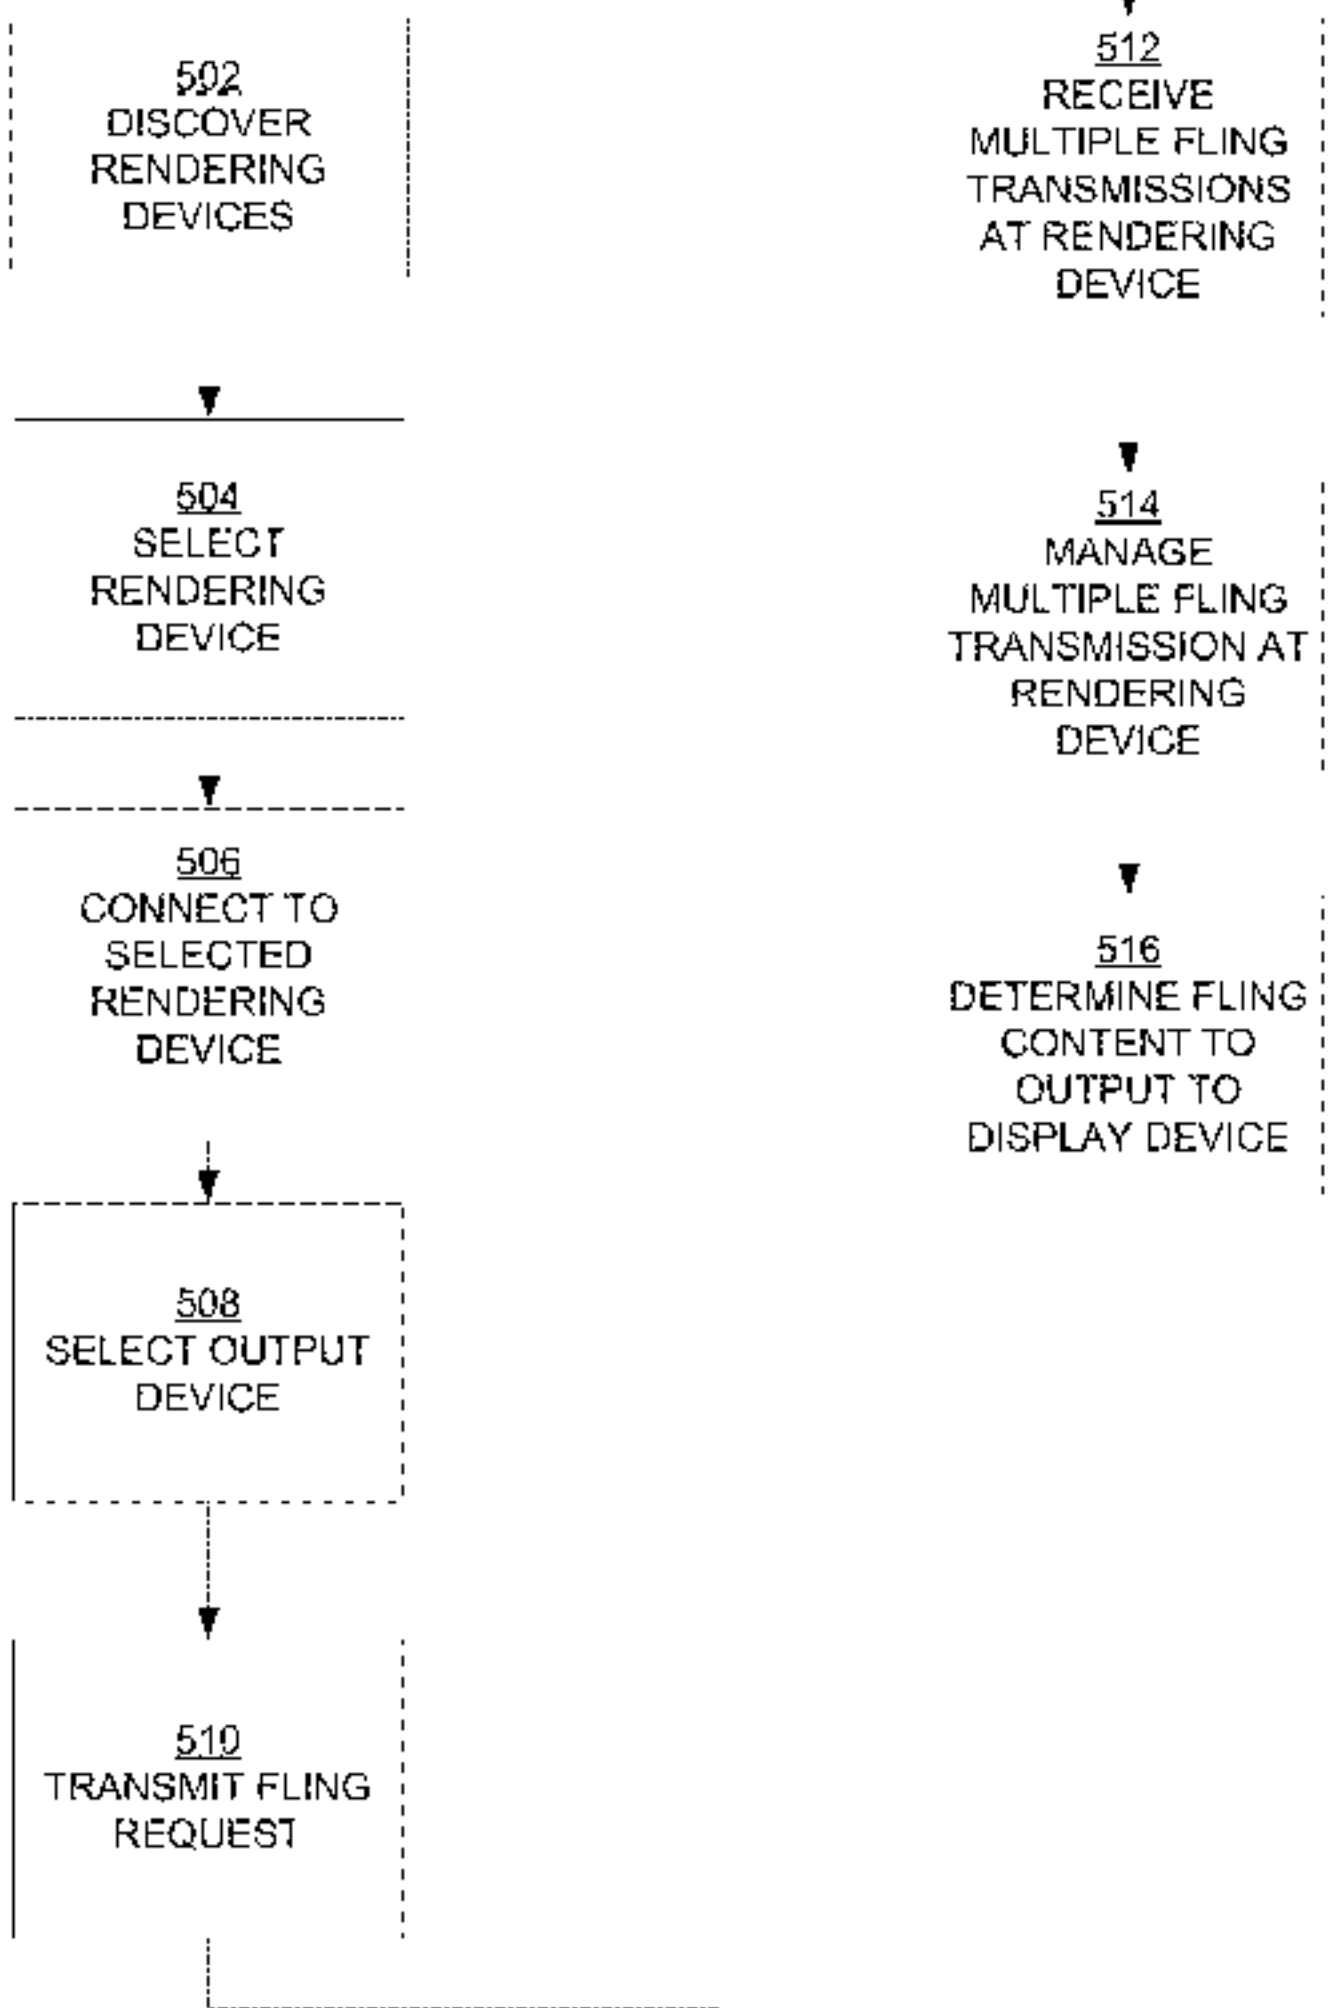 502
DISCOVER
RENDERING
DEVICES
504
SELECT
RENDERING
DEVICE
506
CONNECT TO
SELECTED
RENDERING
DEVICE
508
SELECT OUTPUT
DEVICE
510
TRANSMIT FLING
REQUEST
512
RECEIVE
MULTIPLE FLING
TRANSMISSIONS
AT RENDERING
DEVICE
514
MANAGE
MULTIPLE FLING
TRANSMISSION AT
RENDERING
DEVICE
516
DETERMINE FLING
CONTENT TO
OUTPUT TO
DISPLAY DEVICE